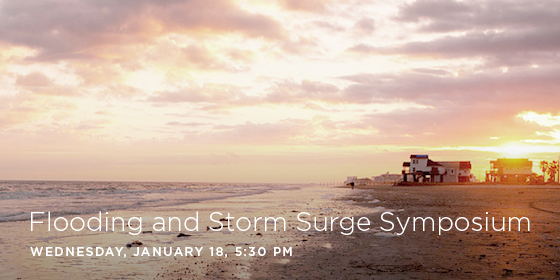 Flooding and Storm Surge Symposium
WEDNESDAY, JANUARY 18, 5:30 PM